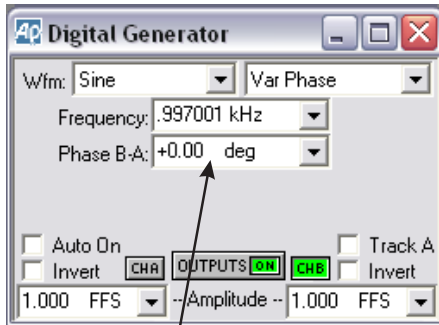 Ap Digital Generator
Wfm: Sine Var Phase
Frequency: .997001 kHz
Phase B-A: +0.00 deg
Auto On Track A
Invert CHA OUTPUTS ON CHB Invert
1.000 FFS --Amplitude-- 1.000 FFS